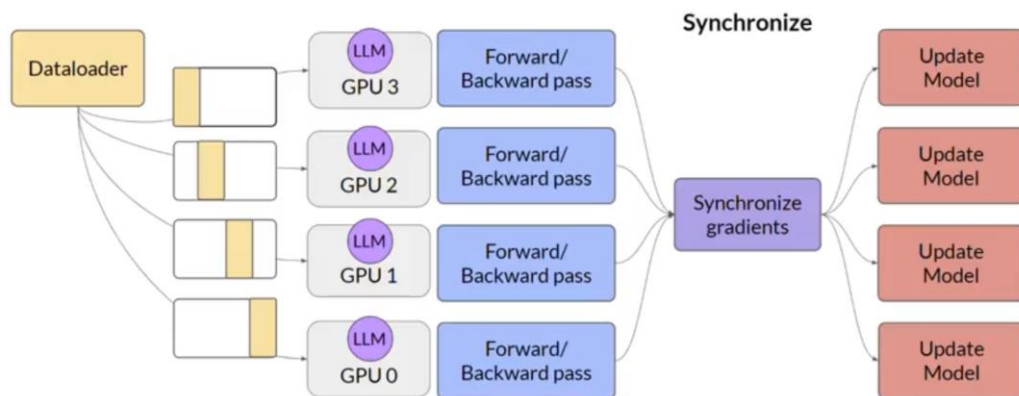 Synchronize
Dataloader
LLM
GPU 3
Forward/
Backward pass
Update
Model
LLM
GPU 2
Forward/
Backward pass
Update
Model
Synchronize
gradients
LLM
GPU 1
Forward/
Backward pass
Update
Model
LLM
GPU 0
Forward/
Backward pass
Update
Model